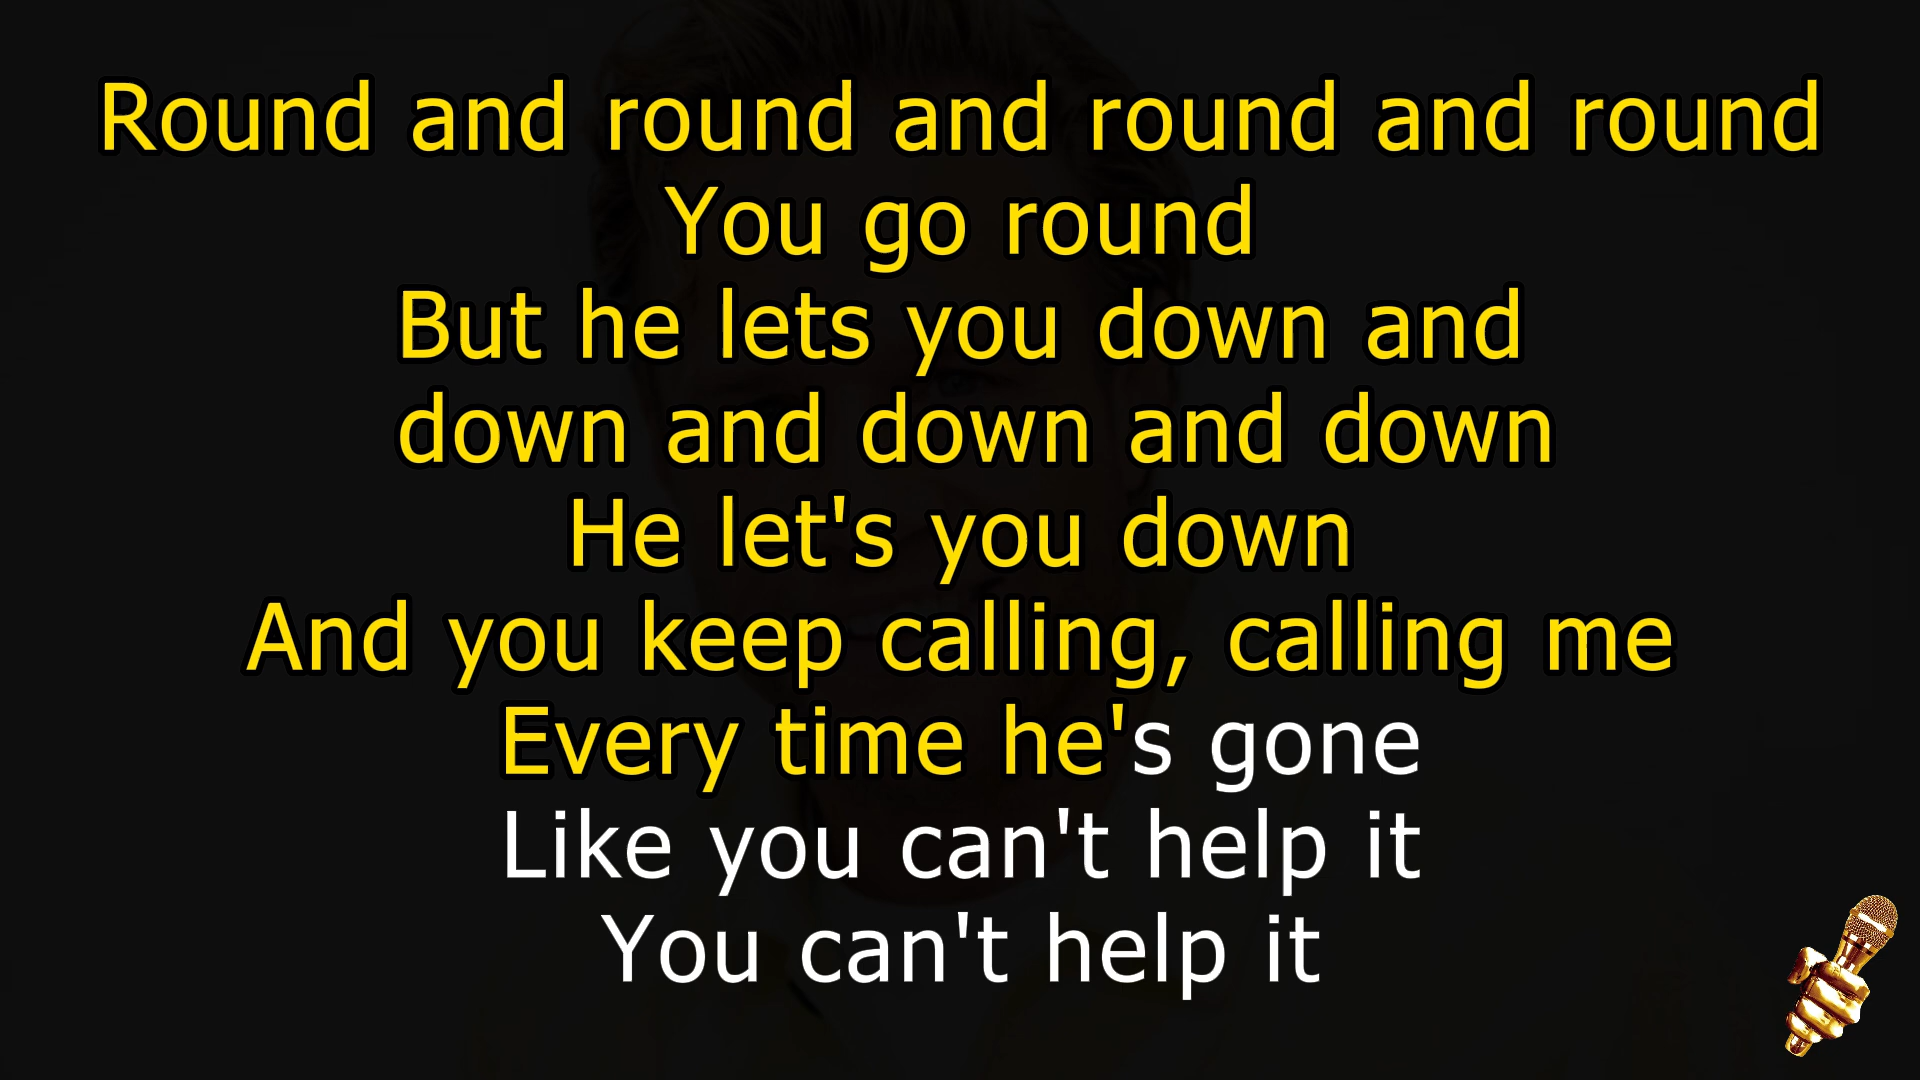 Round and round and round and round
You go round
But he lets you down and
down and down and down
He let's you down
And you keep calling, calling me
Every time he's gone
Like you can't help it
You can't help it